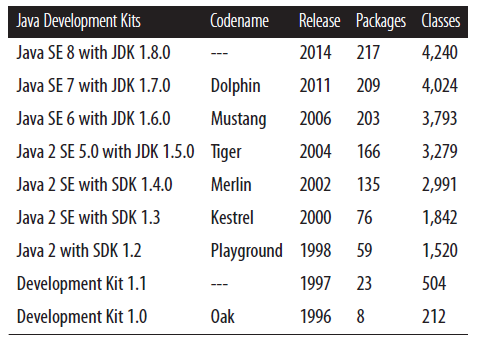 Java Development Kits Codename Release Packages Classes
Java SE 8 with JDK 1.8.0 --- 2014 217 4,240
Java SE 7 with JDK 1.7.0 Dolphin 2011 209 4,024
Java SE 6 with JDK 1.6.0 Mustang 2006 203 3,793
Java 2 SE 5.0 with JDK 1.5.0 Tiger 2004 166 3,279
Java 2 SE with SDK 1.4.0 Merlin 2002 135 2,991
Java 2 SE with SDK 1.3 Kestrel 2000 76 1,842
Java 2 with SDK 1.2 Playground 1998 59 1,520
Development Kit 1.1 --- 1997 23 504
Development Kit 1.0 Oak 1996 8 212